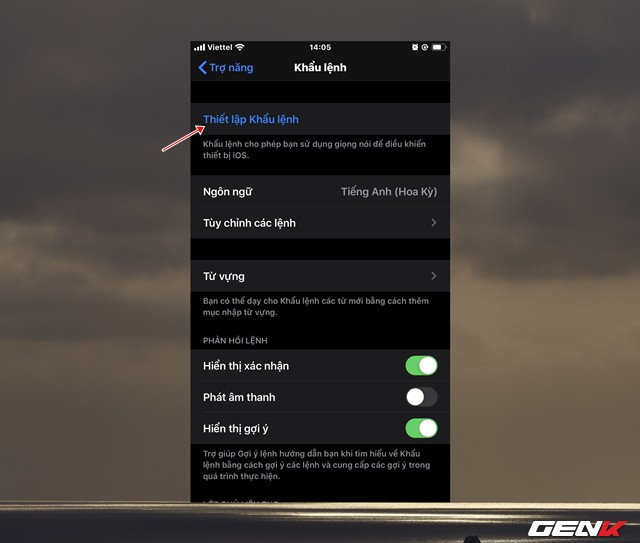 Viettel 14:05
Trợ năng Khẩu lệnh
Thiết lập Khẩu lệnh
Khẩu lệnh cho phép bạn sử dụng giọng nói để điều khiển
thiết bị iOS.
Ngôn ngữ Tiếng Anh (Hoa Kỳ)
Tùy chỉnh các lệnh
Từ vựng
Bạn có thể dạy cho Khẩu lệnh các từ mới bằng cách thêm
mục nhập từ vựng.
PHẢN HỒI LỆNH
Hiển thị xác nhận
Phát âm thanh
Hiển thị gợi ý
Trợ giúp Gợi ý lệnh hướng dẫn bạn khi tìm hiểu về Khẩu
lệnh bằng cách gợi ý các lệnh và cung cấp các gợi ý trong
quá trình thực hiện.
GENK